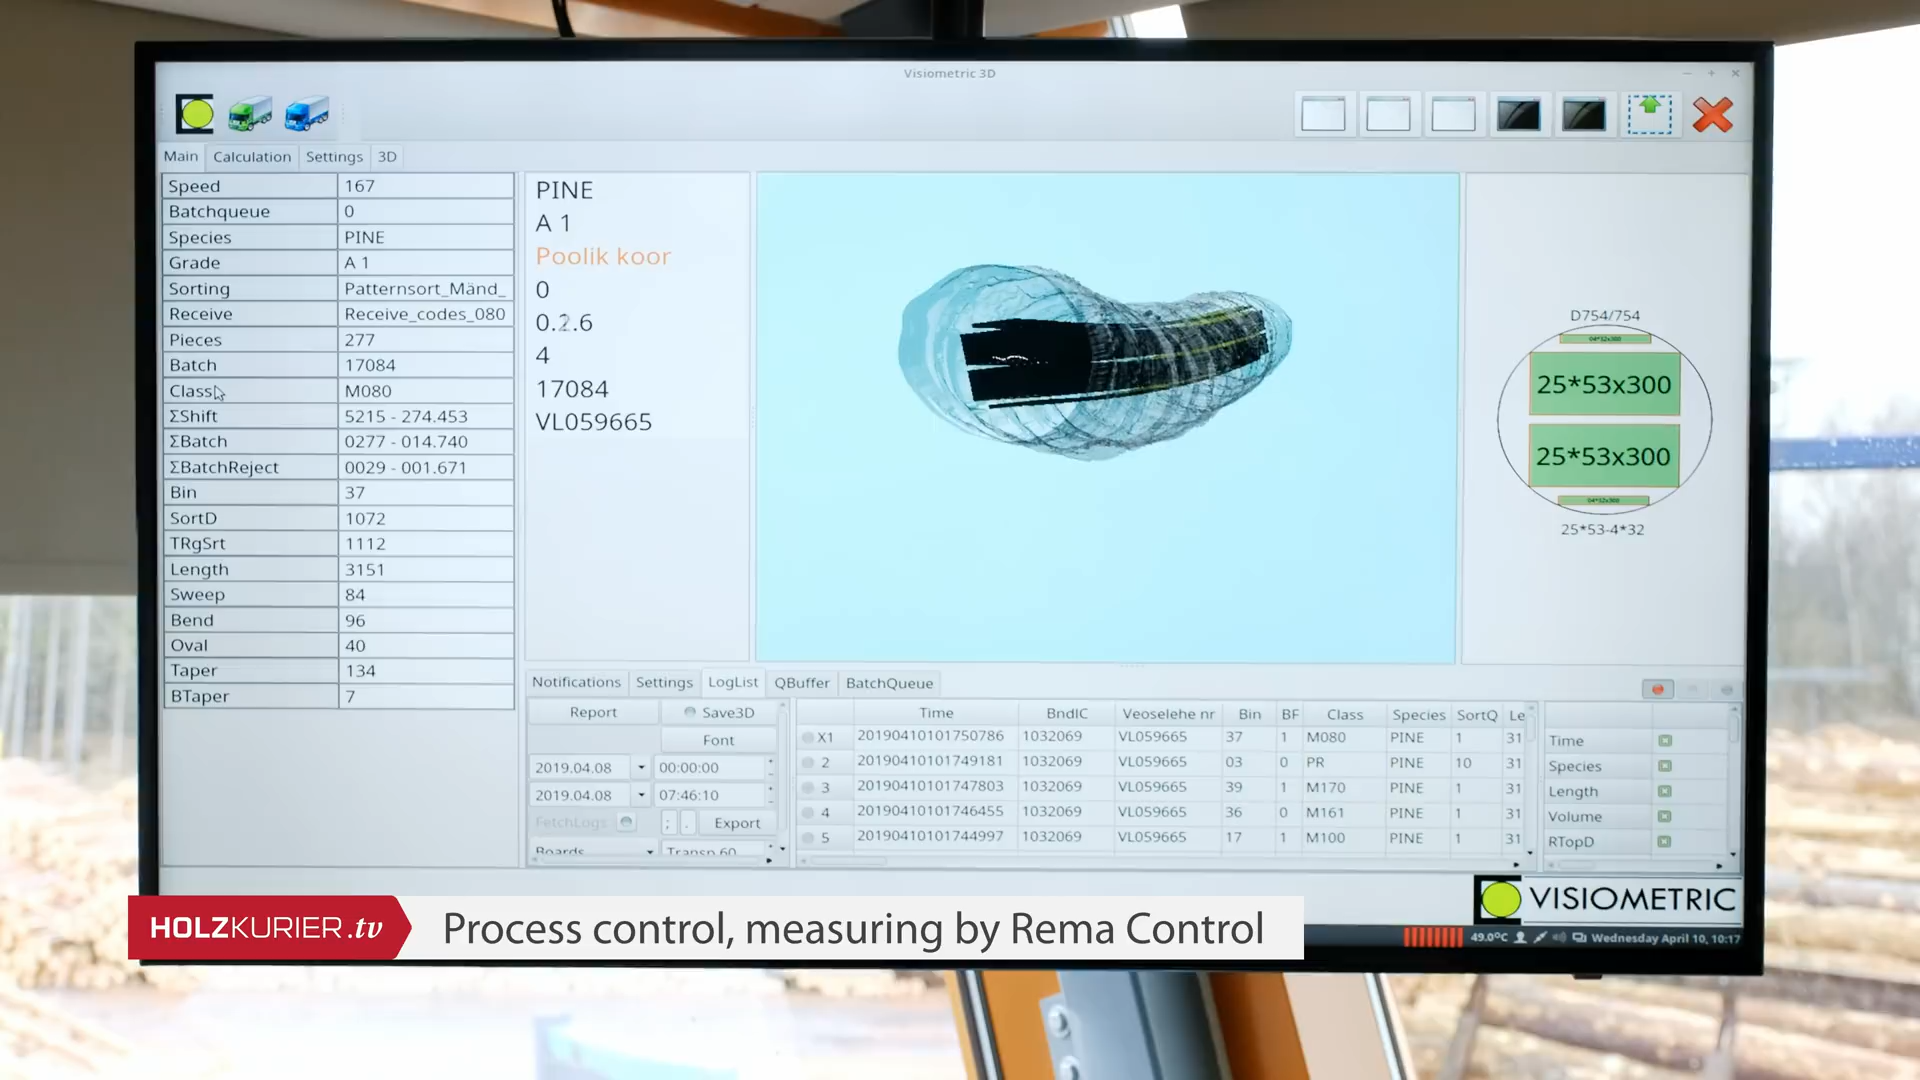 Visiometric 3D
Main Calculation Settings 3D
Speed 167
Batchqueue 0
Species PINE
Grade A 1
Sorting Patternsort_Mänd_
Receive Receive_codes_080
Pieces 277
Batch 17084
Class M080
ΣShift 5215 - 274.453
ΣBatch 0277 - 014.740
ΣBatchReject 0029 - 001.671
Bin 37
SortD 1072
TRgSrt 1112
Length 3151
Sweep 84
Bend 96
Oval 40
Taper 134
BTaper 7
PINE
A 1
Poolik koor
0
0.2.6
4
17084
VL059665
D754/754
25*53x300
25*53x300
25*53-4*32
Notifications Settings LogList QBuffer BatchQueue
Report Save3D
Font
2019.04.08 00:00:00
2019.04.08 07:46:10
FetchLogs ; . Export
Boards Transp 60
Time BndlC Veoselehe nr Bin BF Class Species SortQ Le
X1 20190410101750786 1032069 VL059665 37 1 M080 PINE 1 31
2 20190410101749181 1032069 VL059665 03 0 PR PINE 10 31
3 20190410101747803 1032069 VL059665 39 1 M170 PINE 1 31
4 20190410101746455 1032069 VL059665 36 0 M161 PINE 1 31
5 20190410101744997 1032069 VL059665 17 1 M100 PINE 1 31
Time
Species
Length
Volume
RTopD
VISIOMETRIC
49.0°C Wednesday April 10, 10:17
HOLZKURIER.tv Process control, measuring by Rema Control